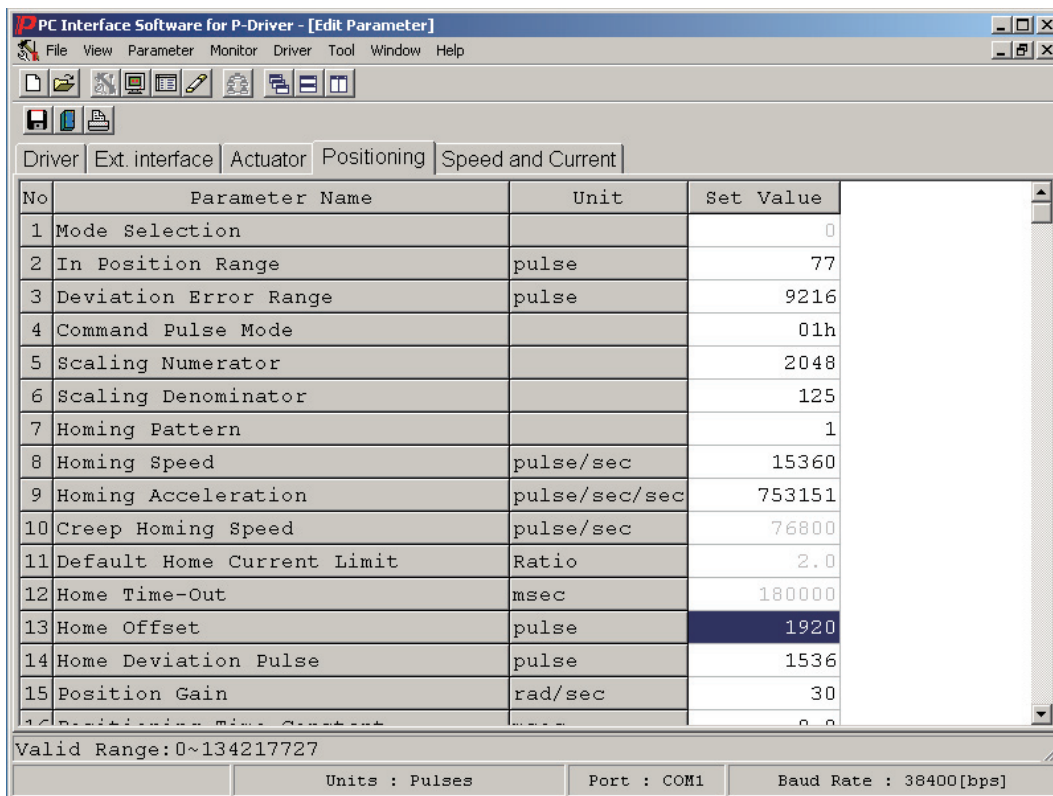 PC Interface Software for P-Driver - [Edit Parameter]
File View Parameter Monitor Driver Tool Window Help
Driver Ext. interface Actuator Positioning Speed and Current
No Parameter Name Unit Set Value
1 Mode Selection 0
2 In Position Range pulse 77
3 Deviation Error Range pulse 9216
4 Command Pulse Mode 01h
5 Scaling Numerator 2048
6 Scaling Denominator 125
7 Homing Pattern 1
8 Homing Speed pulse/sec 15360
9 Homing Acceleration pulse/sec/sec 753151
10 Creep Homing Speed pulse/sec 76800
11 Default Home Current Limit Ratio 2.0
12 Home Time-Out msec 180000
13 Home Offset pulse 1920
14 Home Deviation Pulse pulse 1536
15 Position Gain rad/sec 30
Valid Range:0~134217727
Units : Pulses Port : COM1 Baud Rate : 38400[bps]